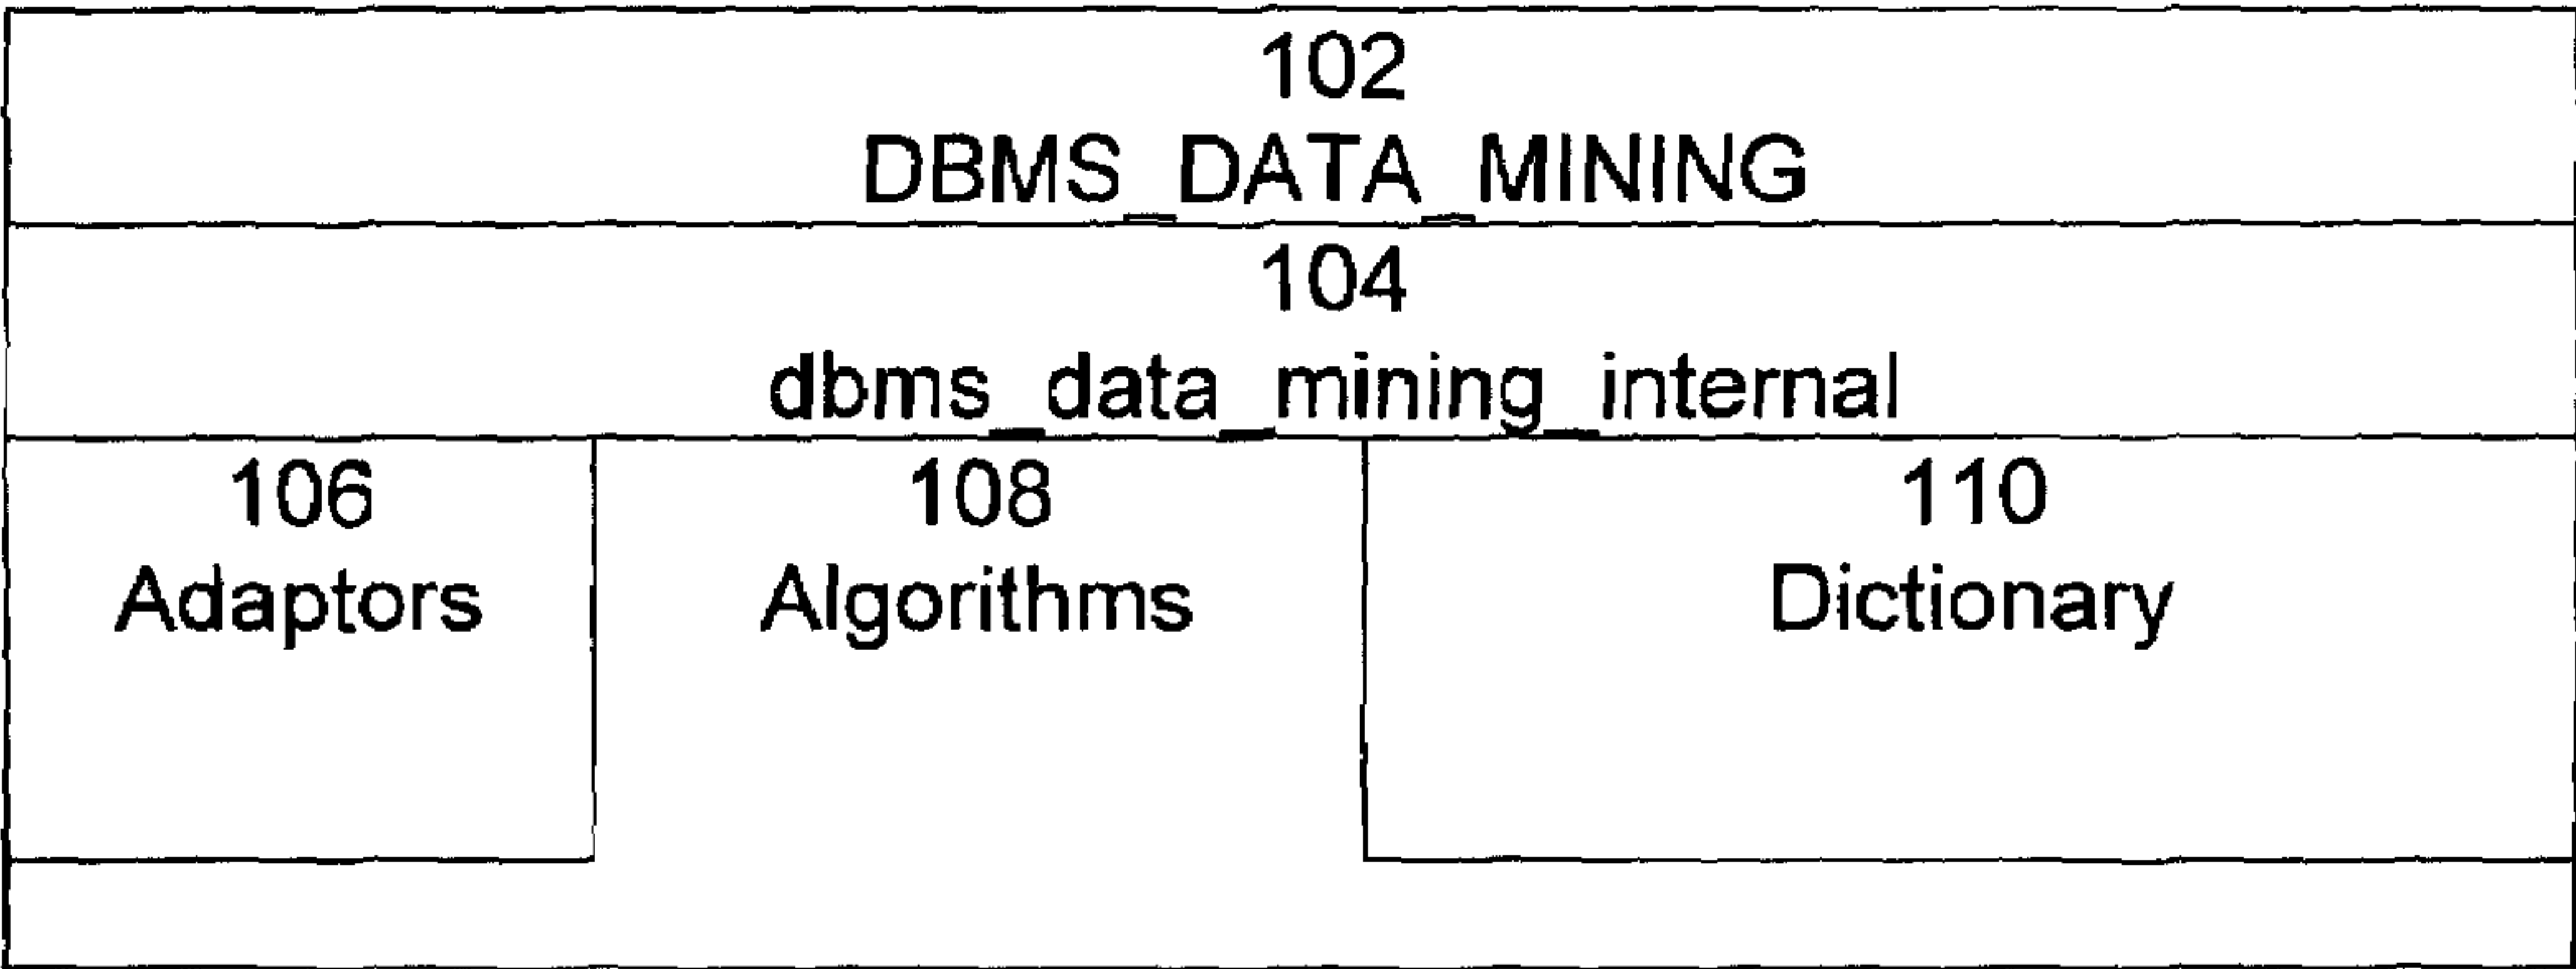 102
DBMS_DATA_MINING
104
dbms_data_mining_internal
106
Adaptors
108
Algorithms
110
Dictionary